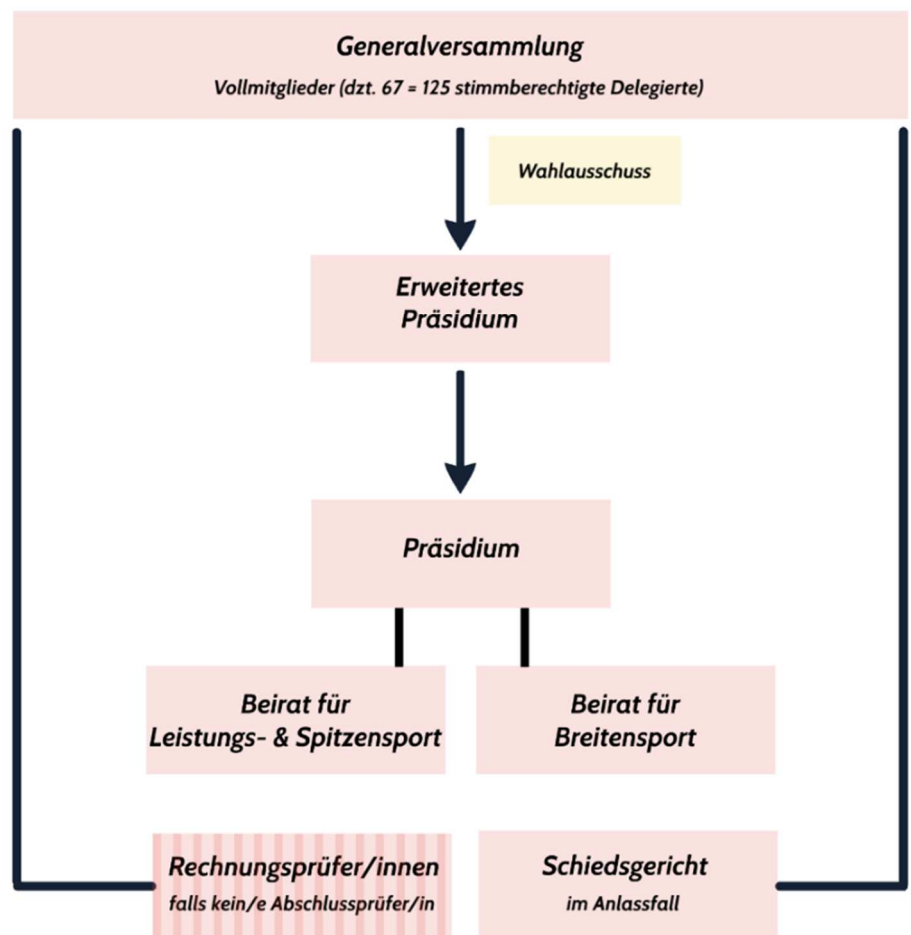 Generalversammlung
Vollmitglieder (dzt. 67 = 125 stimmberechtigte Delegierte)
Wahlausschuss
Erweitertes
Präsidium
Präsidium
Beirat für
Leistungs- & Spitzensport
Beirat für
Breitensport
Rechnungsprüfer/innen
falls kein/e Abschlussprüfer/in
Schiedsgericht
im Anlassfall